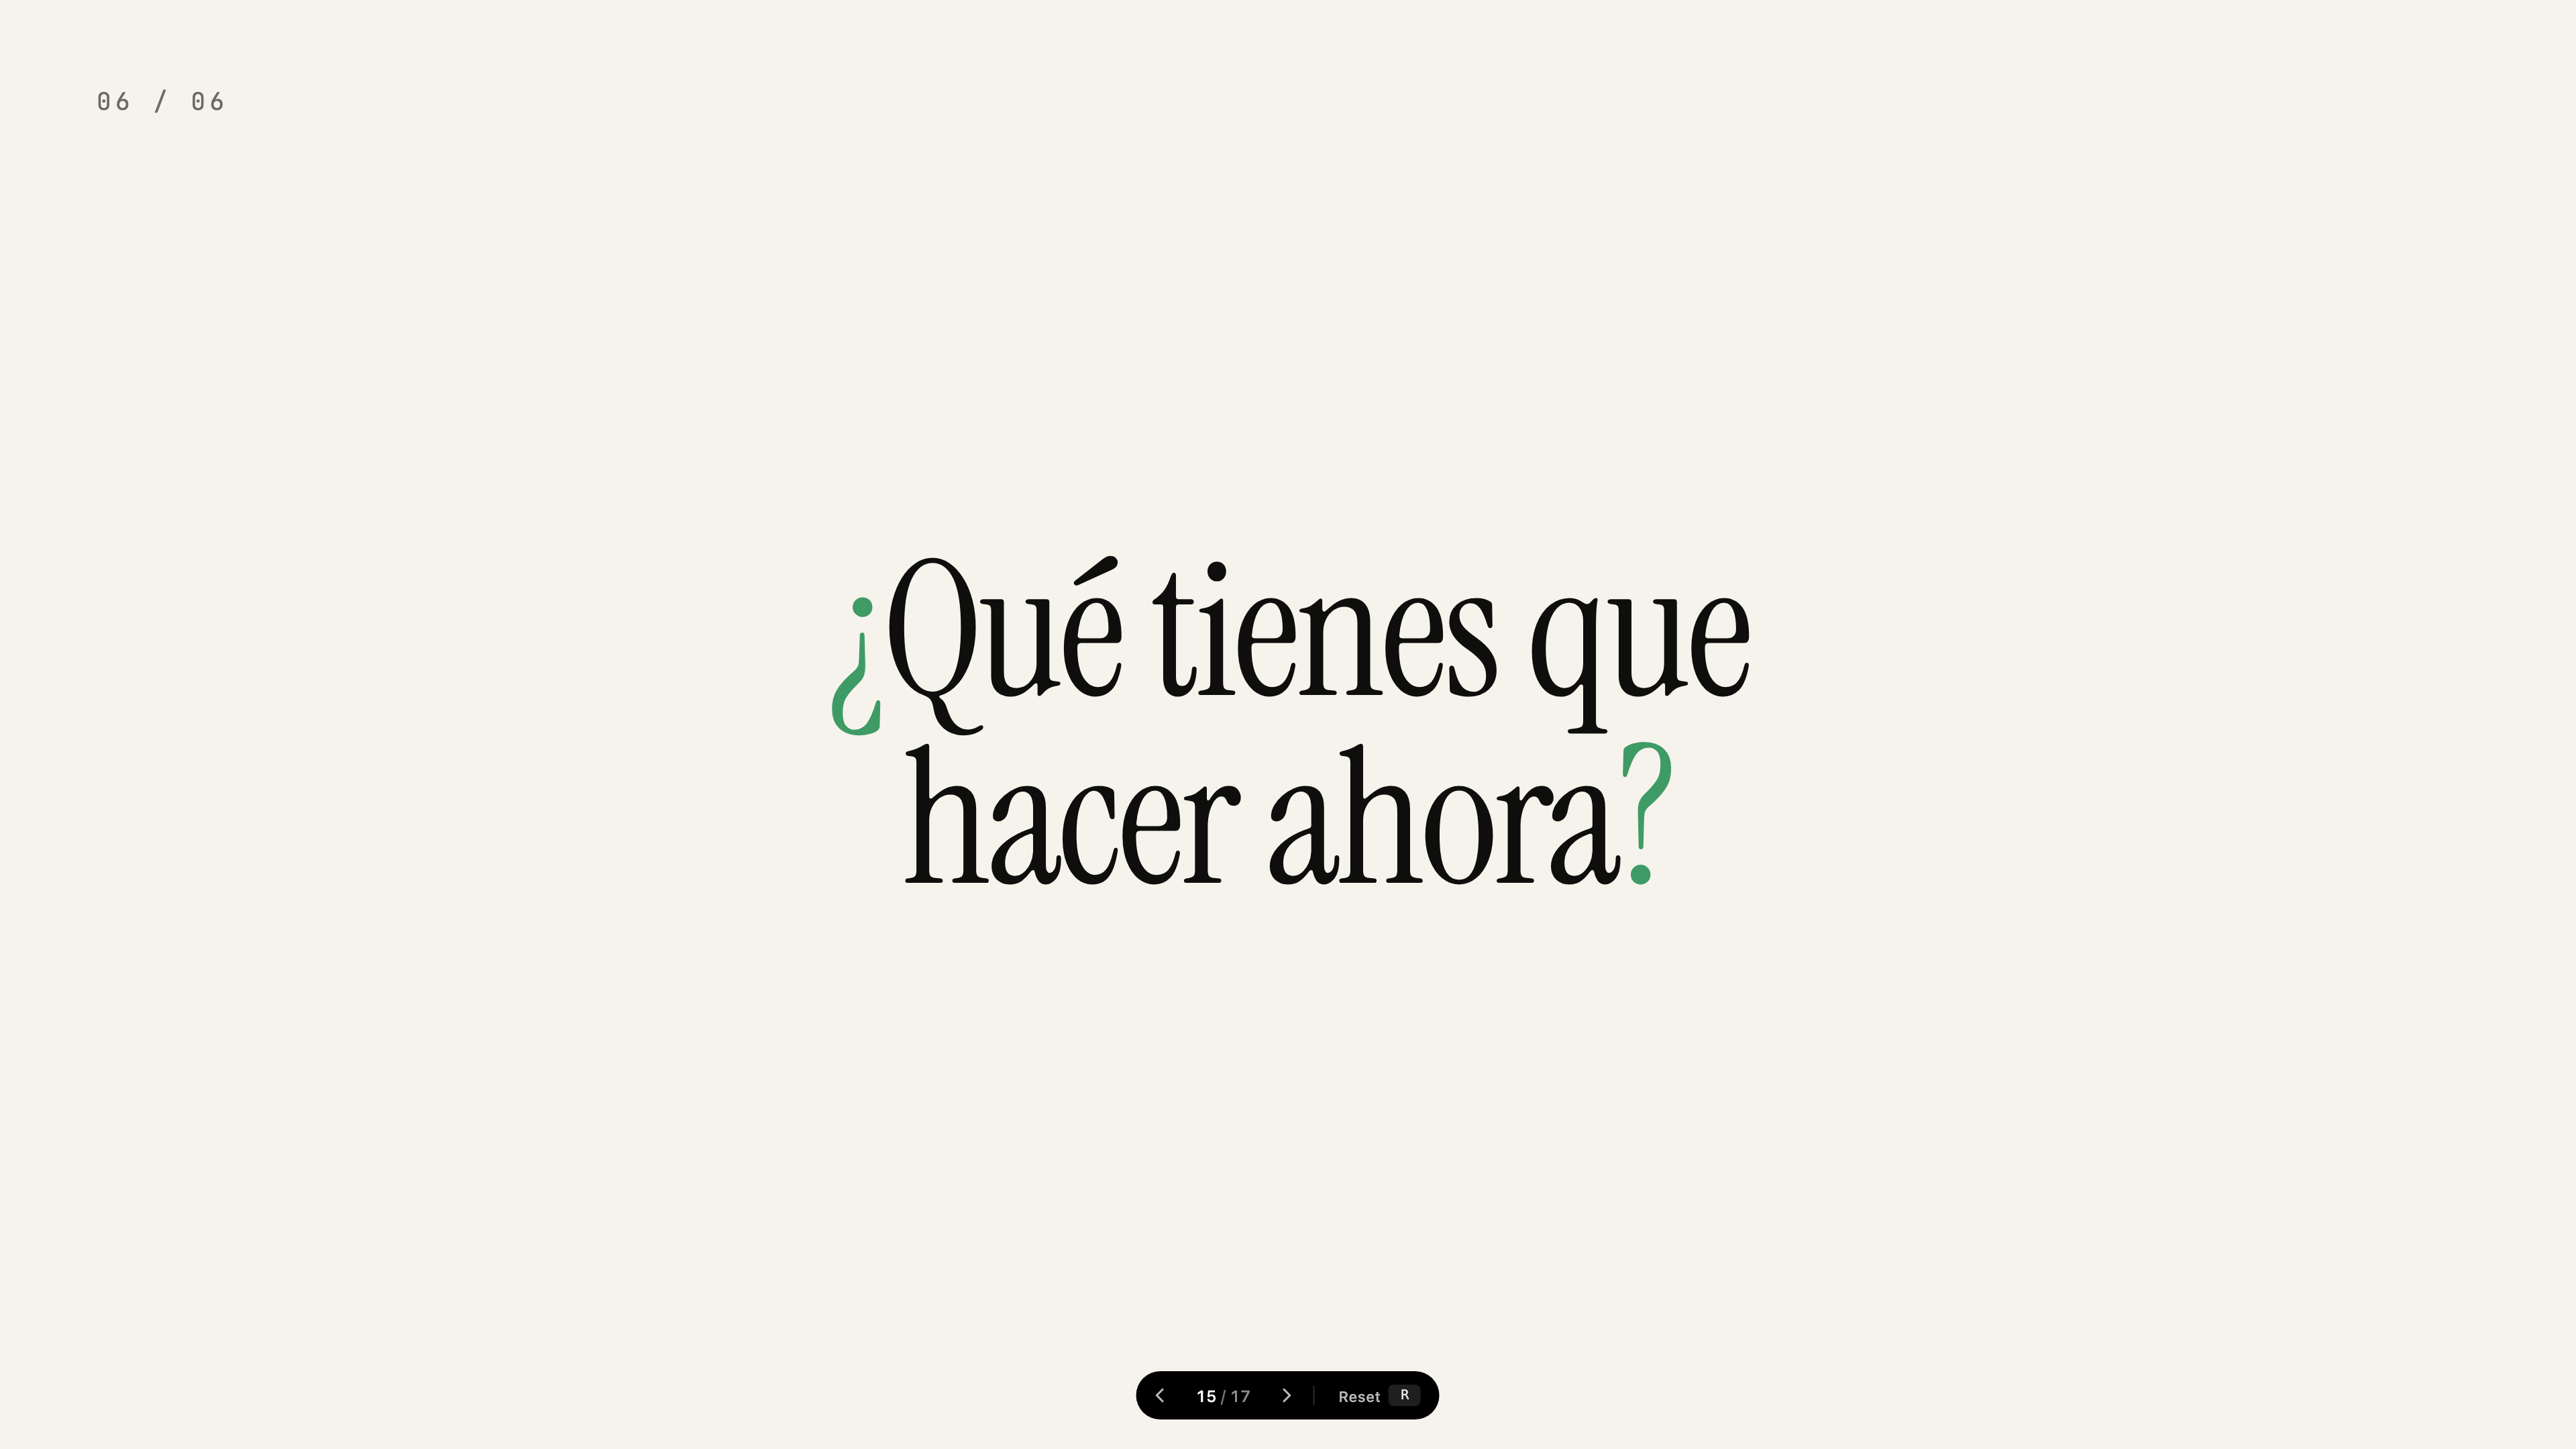 06 / 06
¿Qué tienes que
hacer ahora?
15 / 17 Reset R